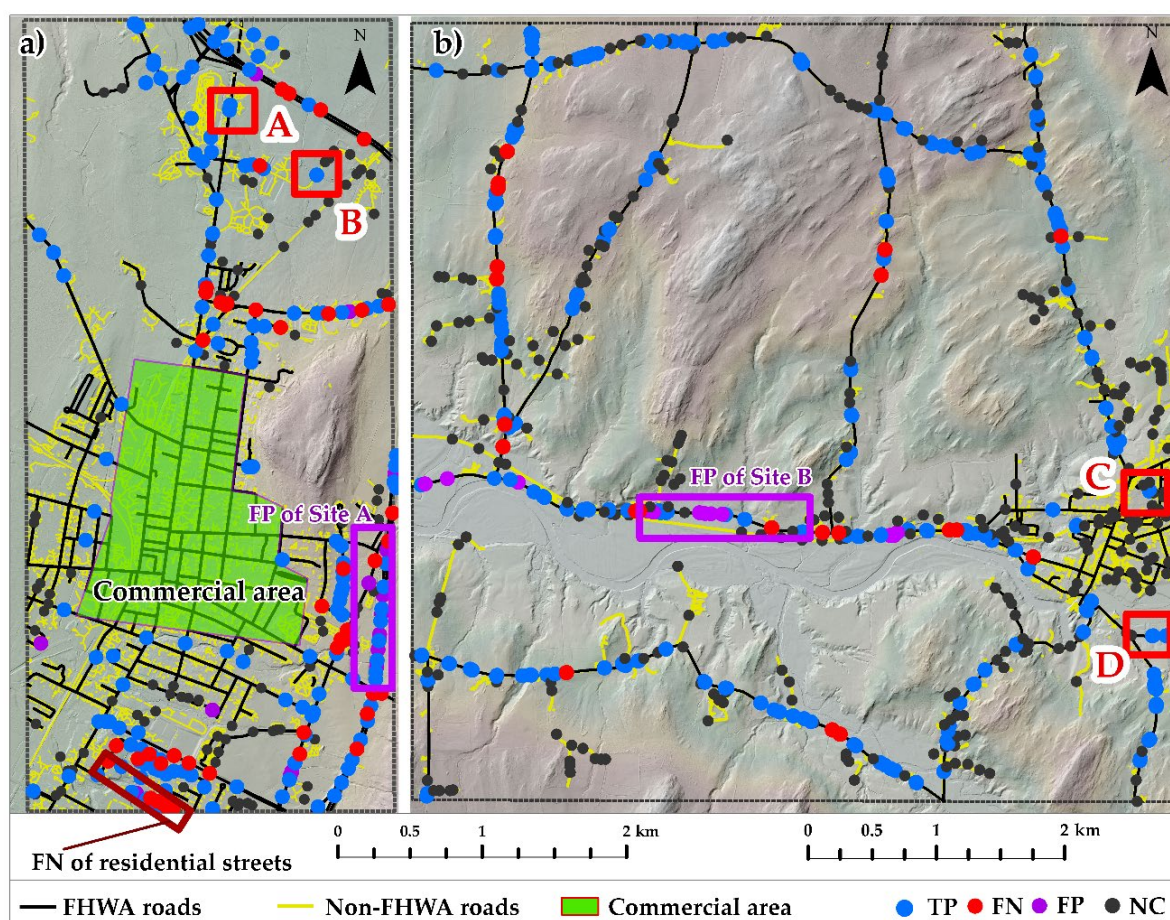 a)
N
A
B
FP of Site A
Commercial area
b)
N
FP of Site B
C
D
FN of residential streets
0 0.5 1 2 km
0 0.5 1 2 km
FHWA roads Non-FHWA roads Commercial area TP FN FP NC